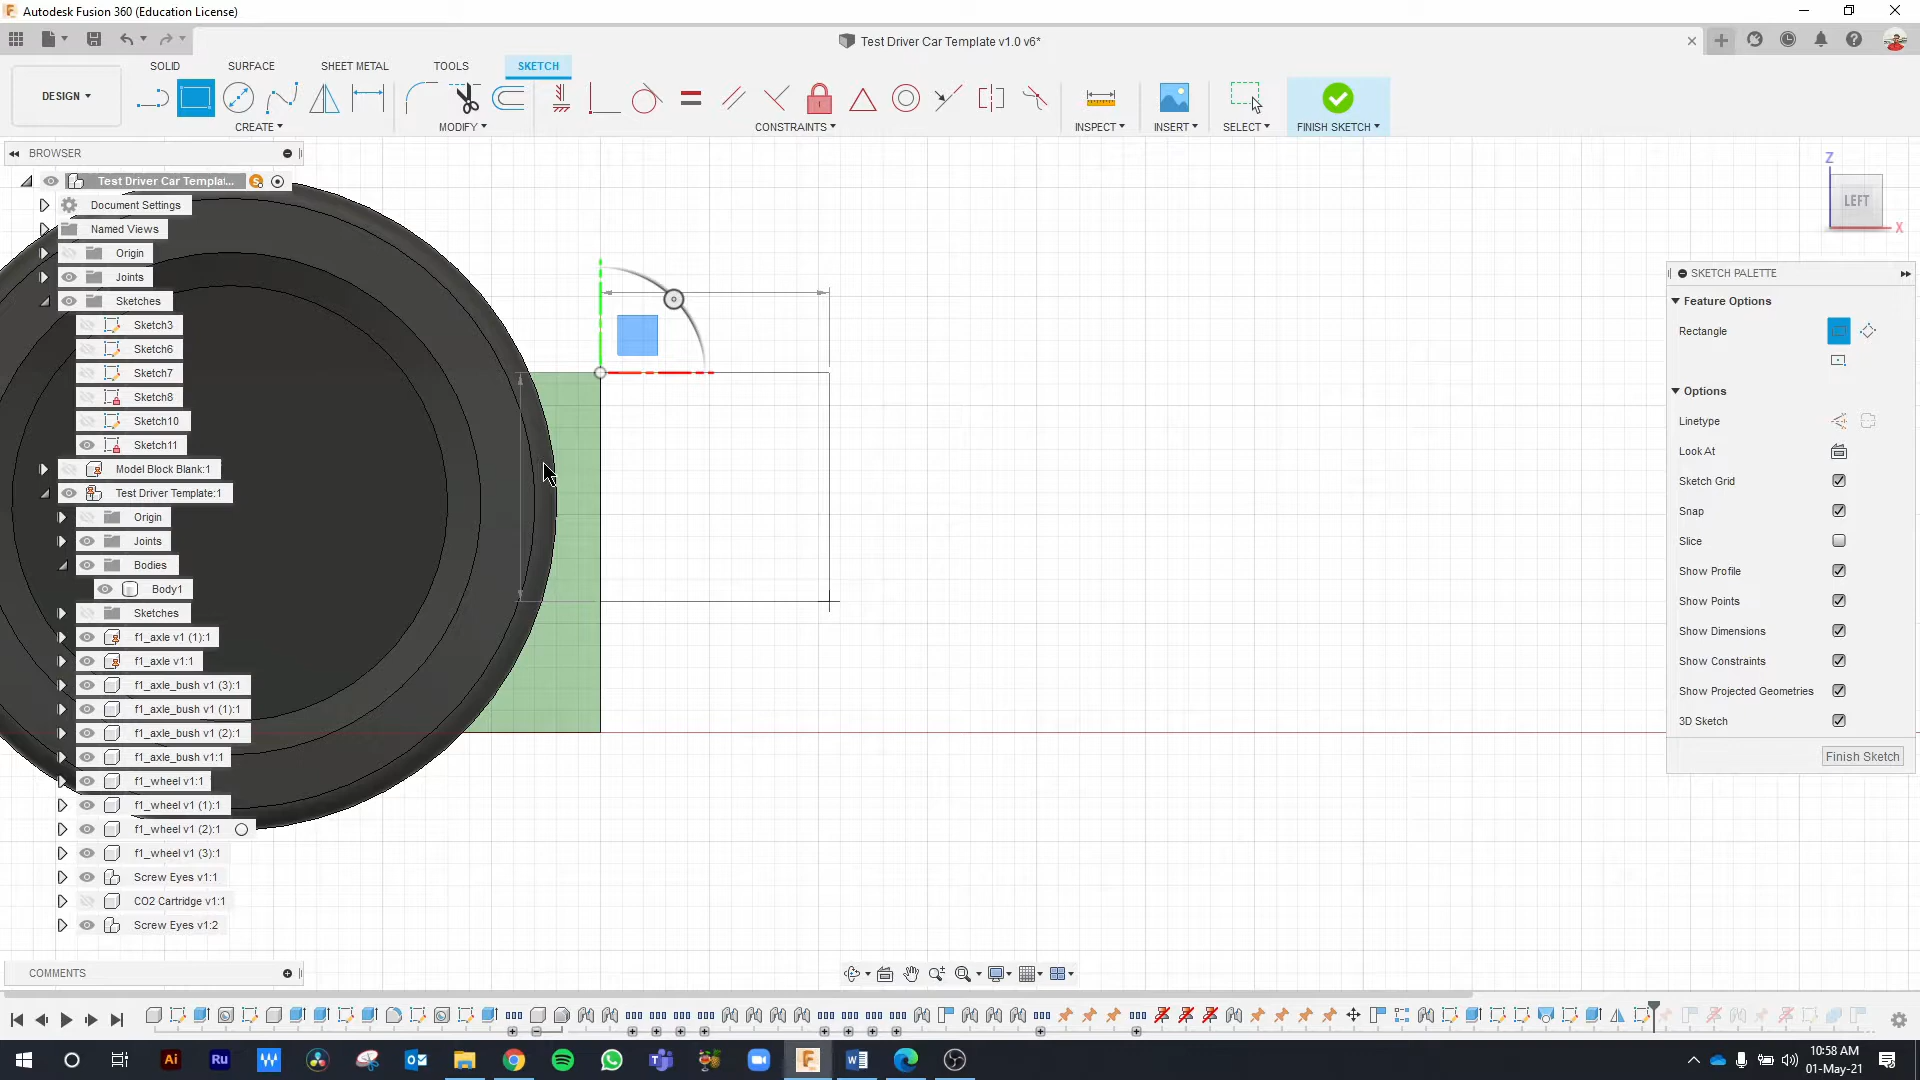 Autodesk Fusion 360 (Education License)
Test Driver Car Template v1.0 v6*
DESIGN
SOLID
SURFACE
SHEET METAL
TOOLS
SKETCH
CREATE
MODIFY
CONSTRAINTS
INSPECT
INSERT
SELECT
FINISH SKETCH
BROWSER
Test Driver Car Templat...
Document Settings
Named Views
Origin
Joints
Sketches
Sketch3
Sketch6
Sketch7
Sketch8
Sketch10
Sketch11
Model Block Blank:1
Test Driver Template:1
Origin
Joints
Bodies
Body1
Sketches
f1_axle v1 (1):1
f1_axle v1:1
f1_axle_bush v1 (3):1
f1_axle_bush v1 (1):1
f1_axle_bush v1 (2):1
f1_axle_bush v1:1
f1_wheel v1:1
f1_wheel v1 (1):1
f1_wheel v1 (2):1
f1_wheel v1 (3):1
Screw Eyes v1:1
CO2 Cartridge v1:1
Screw Eyes v1:2
COMMENTS
Z
LEFT
X
SKETCH PALETTE
Feature Options
Rectangle
Options
Linetype
Look At
Sketch Grid
Snap
Slice
Show Profile
Show Points
Show Dimensions
Show Constraints
Show Projected Geometries
3D Sketch
Finish Sketch
Ai
Ru
W
10:58 AM
01-May-21